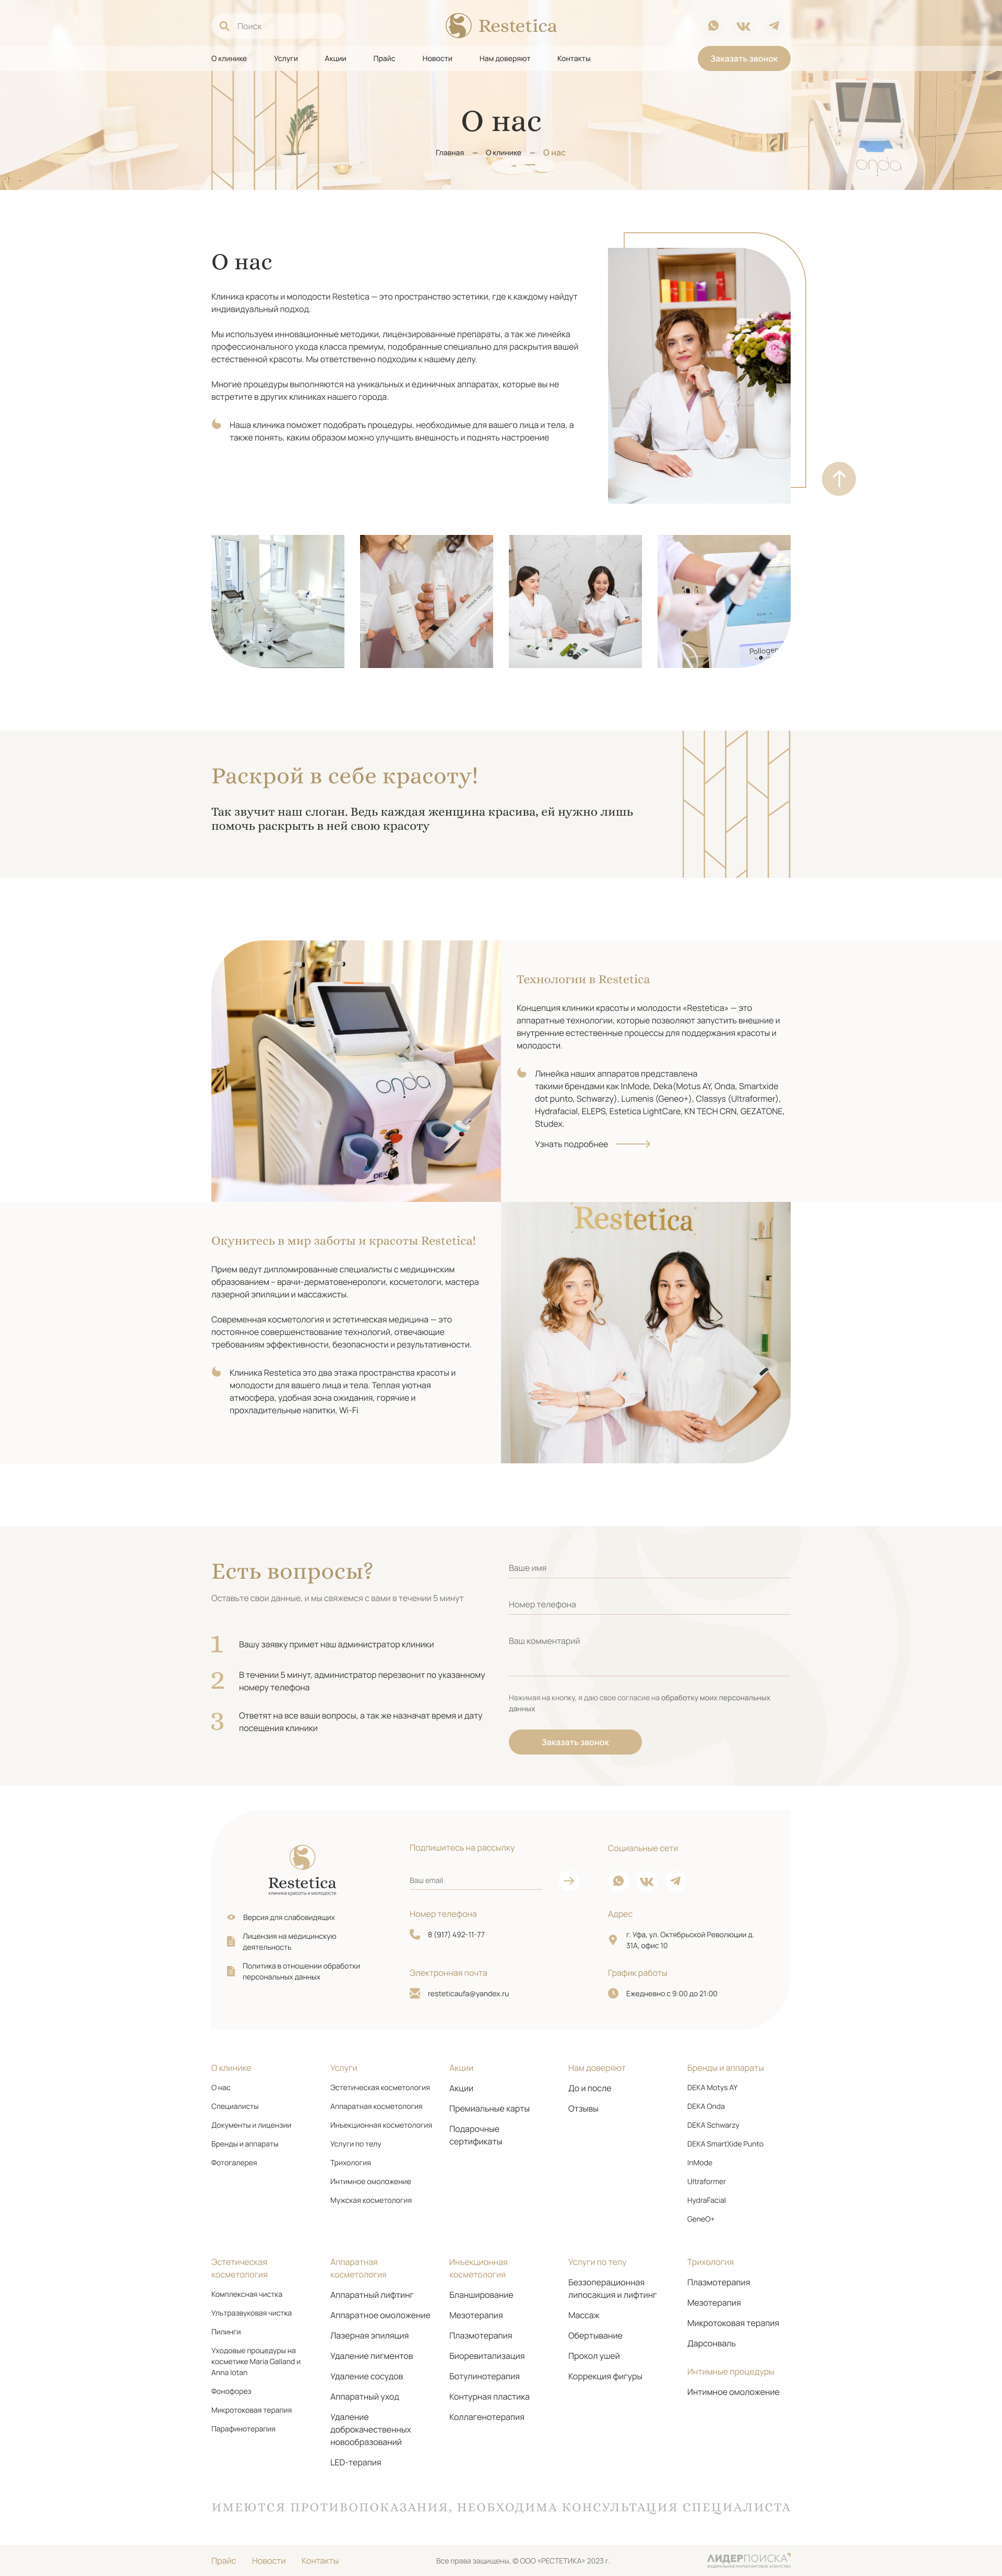 Поиск
Restetica
О клинике
Услуги
Акции
Прайс
Новости
Нам доверяют
Контакты
Заказать звонок
О нас
Главная — О клинике — О нас
onda
О нас
Клиника красоты и молодости Restetica — это пространство эстетики, где к каждому найдут
индивидуальный подход.
Мы используем инновационные методики, лицензированные препараты, а так же линейка
профессионального ухода класса премиум, подобранные специально для раскрытия вашей
естественной красоты. Мы ответственно подходим к нашему делу.
Многие процедуры выполняются на уникальных и единичных аппаратах, которые вы не
встретите в других клиниках нашего города.
Наша клиника поможет подобрать процедуры, необходимые для вашего лица и тела, а
также понять, каким образом можно улучшить внешность и поднять настроение
Pollogen
Раскрой в себе красоту!
Так звучит наш слоган. Ведь каждая женщина красива, ей нужно лишь
помочь раскрыть в ней свою красоту
onda
Технологии в Restetica
Концепция клиники красоты и молодости «Restetica» — это
аппаратные технологии, которые позволяют запустить внешние и
внутренние естественные процессы для поддержания красоты и
молодости.
Линейка наших аппаратов представлена
такими брендами как InMode, Deka(Motus AY, Onda, Smartxide
dot punto, Schwarzy), Lumenis (Geneo+), Classys (Ultraformer),
Hydrafacial, ELEPS, Estetica LightCare, KN TECH CRN, GEZATONE,
Studex.
Узнать подробнее
Окунитесь в мир заботы и красоты Restetica!
Прием ведут дипломированные специалисты с медицинским
образованием – врачи-дерматовенерологи, косметологи, мастера
лазерной эпиляции и массажисты.
Современная косметология и эстетическая медицина — это
постоянное совершенствование технологий, отвечающие
требованиям эффективности, безопасности и результативности.
Клиника Restetica это два этажа пространства красоты и
молодости для вашего лица и тела. Теплая уютная
атмосфера, удобная зона ожидания, горячие и
прохладительные напитки, Wi-Fi
Restetica
Есть вопросы?
Оставьте свои данные, и мы свяжемся с вами в течении 5 минут
1 Вашу заявку примет наш администратор клиники
2 В течении 5 минут, администратор перезвонит по указанному
номеру телефона
3 Ответят на все ваши вопросы, а так же назначат время и дату
посещения клиники
Ваше имя
Номер телефона
Ваш комментарий
Нажимая на кнопку, я даю свое согласие на обработку моих персональных
данных
Заказать звонок
Restetica
клиника красоты и молодости
Версия для слабовидящих
Лицензия на медицинскую
деятельность
Политика в отношении обработки
персональных данных
Подпишитесь на рассылку
Ваш email
Номер телефона
8 (917) 492-11-77
Электронная почта
resteticaufa@yandex.ru
Социальные сети
Адрес
г. Уфа, ул. Октябрьской Революции д.
31А, офис 10
График работы
Ежедневно с 9:00 до 21:00
О клинике
О нас
Специалисты
Документы и лицензии
Бренды и аппараты
Фотогалерея
Услуги
Эстетическая косметология
Аппаратная косметология
Инъекционная косметология
Услуги по телу
Трихология
Интимное омоложение
Мужская косметология
Акции
Акции
Премиальные карты
Подарочные
сертификаты
Нам доверяют
До и после
Отзывы
Бренды и аппараты
DEKA Motys AY
DEKA Onda
DEKA Schwarzy
DEKA SmartXide Punto
InMode
Ultraformer
HydraFacial
GeneO+
Эстетическая
косметология
Комплексная чистка
Ультразвуковая чистка
Пилинги
Уходовые процедуры на
косметике Maria Galland и
Anna lotan
Фонофорез
Микротоковая терапия
Парафинотерапия
Аппаратная
косметология
Аппаратный лифтинг
Аппаратное омоложение
Лазерная эпиляция
Удаление пигментов
Удаление сосудов
Аппаратный уход
Удаление
доброкачественных
новообразований
LED-терапия
Инъекционная
косметология
Бланширование
Мезотерапия
Плазмотерапия
Биоревитализация
Ботулинотерапия
Контурная пластика
Коллагенотерапия
Услуги по телу
Беззоперационная
липосакция и лифтинг
Массаж
Обертывание
Прокол ушей
Коррекция фигуры
Трихология
Плазмотерапия
Мезотерапия
Микротоковая терапия
Дарсонваль
Интимные процедуры
Интимное омоложение
ИМЕЮТСЯ ПРОТИВОПОКАЗАНИЯ, НЕОБХОДИМА КОНСУЛЬТАЦИЯ СПЕЦИАЛИСТА
Прайс
Новости
Контакты
Все права защищены, © ООО «РЕСТЕТИКА» 2023 г.
ЛИДЕРПОИСКА